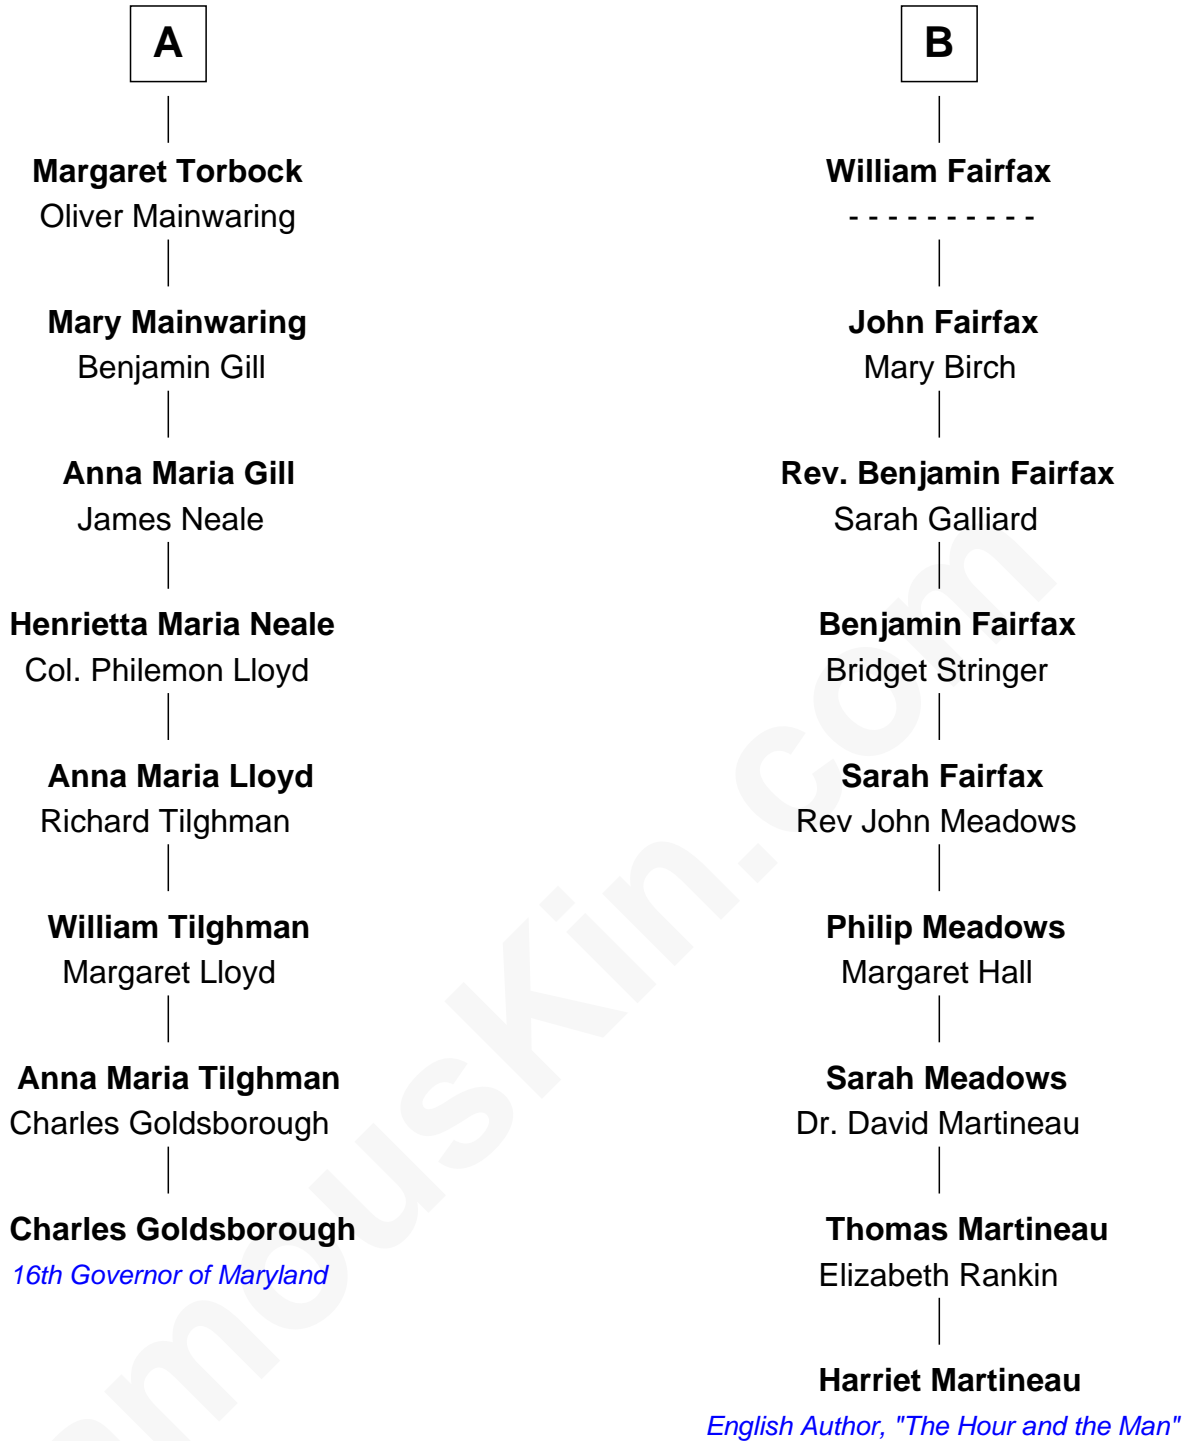 A
Margaret Torbock
Oliver Mainwaring
Mary Mainwaring
Benjamin Gill
Anna Maria Gill
James Neale
Henrietta Maria Neale
Col. Philemon Lloyd
Anna Maria Lloyd
Richard Tilghman
William Tilghman
Margaret Lloyd
Anna Maria Tilghman
Charles Goldsborough
Charles Goldsborough
16th Governor of Maryland
B
William Fairfax
- - - - - - - - - -
John Fairfax
Mary Birch
Rev. Benjamin Fairfax
Sarah Galliard
Benjamin Fairfax
Bridget Stringer
Sarah Fairfax
Rev John Meadows
Philip Meadows
Margaret Hall
Sarah Meadows
Dr. David Martineau
Thomas Martineau
Elizabeth Rankin
Harriet Martineau
English Author, "The Hour and the Man"
amouskin.com